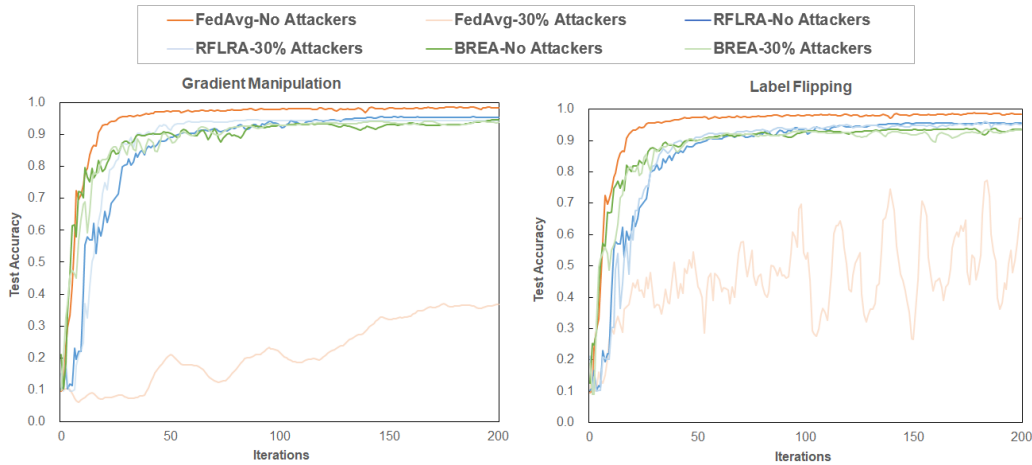 FedAvg-No Attackers FedAvg-30% Attackers RFLRA-No Attackers
RFLRA-30% Attackers BREA-No Attackers BREA-30% Attackers
Gradient Manipulation
1.0
0.9
0.8
0.7
0.6
0.5
0.4
0.3
0.2
0.1
0.0
Test Accuracy
0 50 100 150 200
Iterations
Label Flipping
1.0
0.9
0.8
0.7
0.6
0.5
0.4
0.3
0.2
0.1
0.0
Test Accuracy
0 50 100 150 200
Iterations